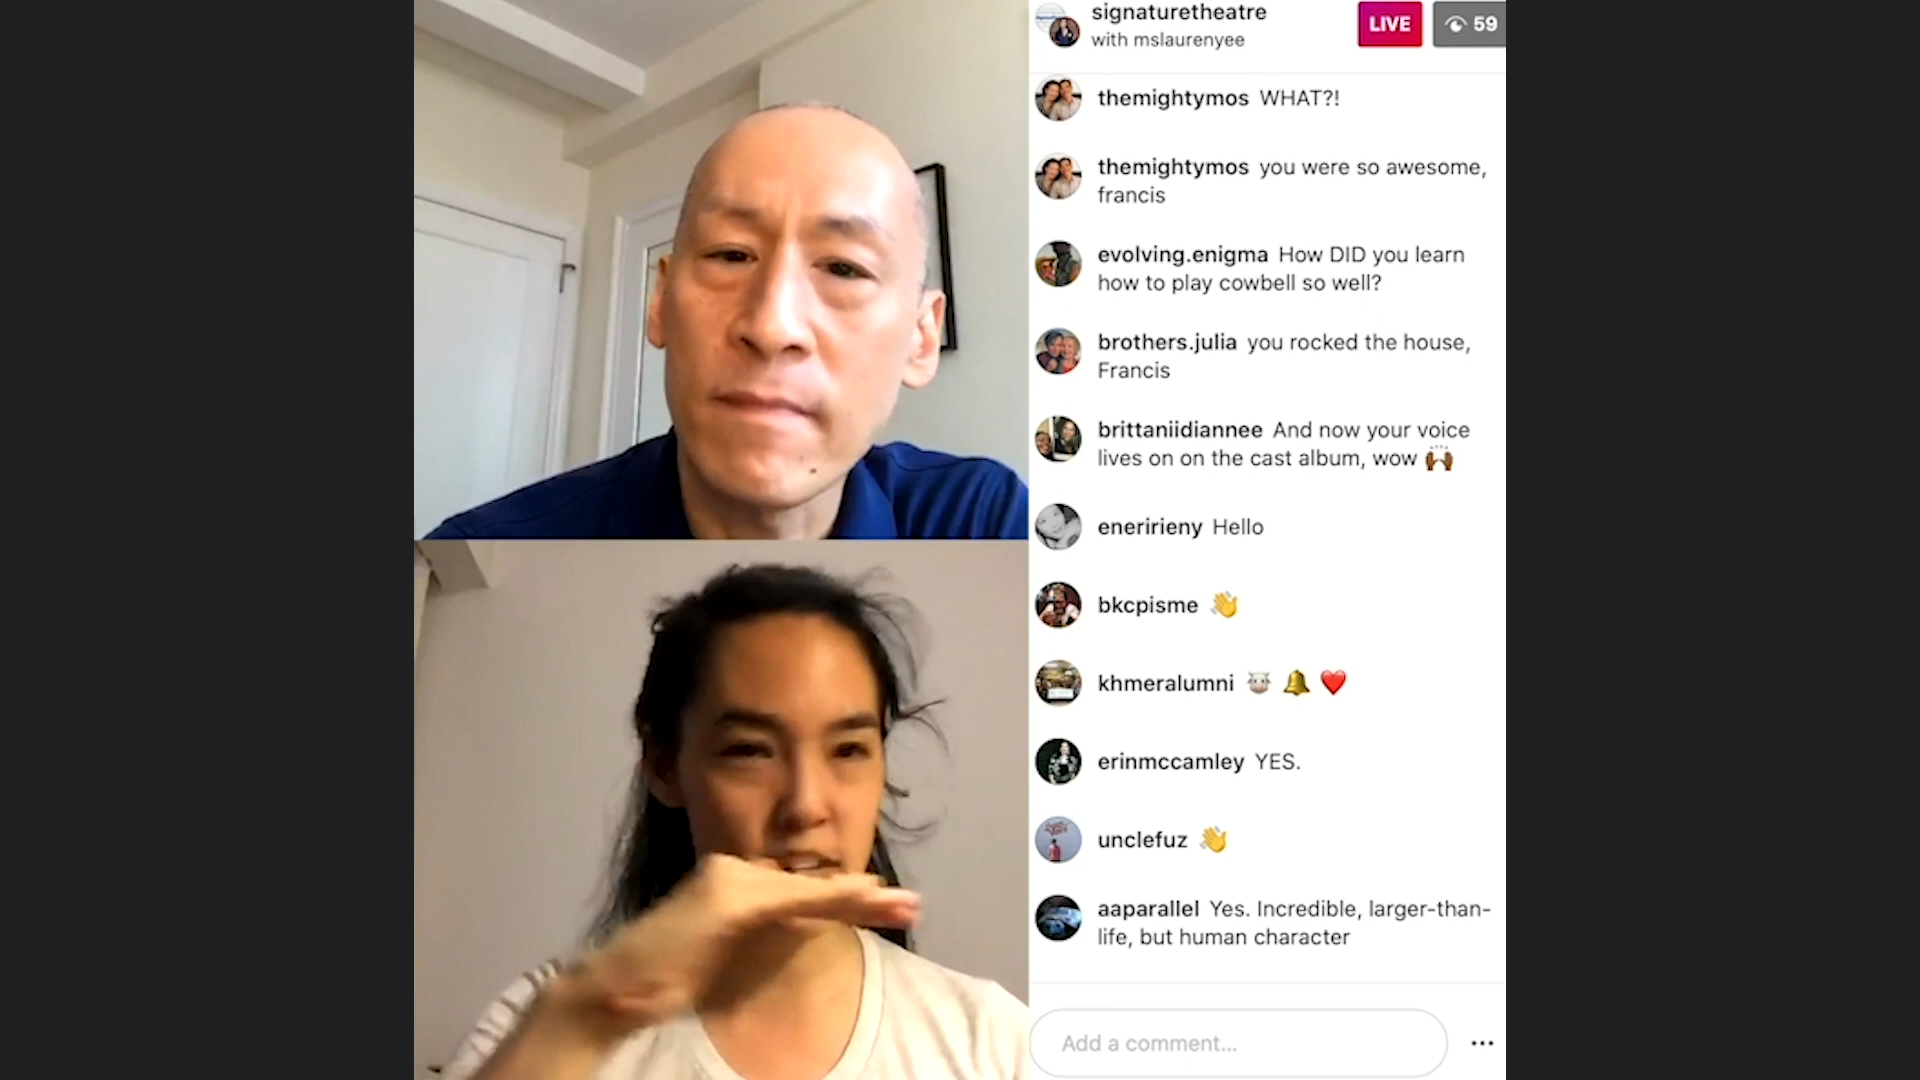 signaturetheatre
with mslaurenyee
LIVE
59
themightymos WHAT?!
themightymos you were so awesome,
francis
evolving.enigma How DID you learn
how to play cowbell so well?
brothers.julia you rocked the house,
Francis
brittaniidiannee And now your voice
lives on on the cast album, wow 🙌🏾
eneririeny Hello
bkcpisme 👋
khmeralumni 🐮 🔔 ❤️
erinmccamley YES.
unclefuz 👋
aaparallel Yes. Incredible, larger-than-
life, but human character
Add a comment...